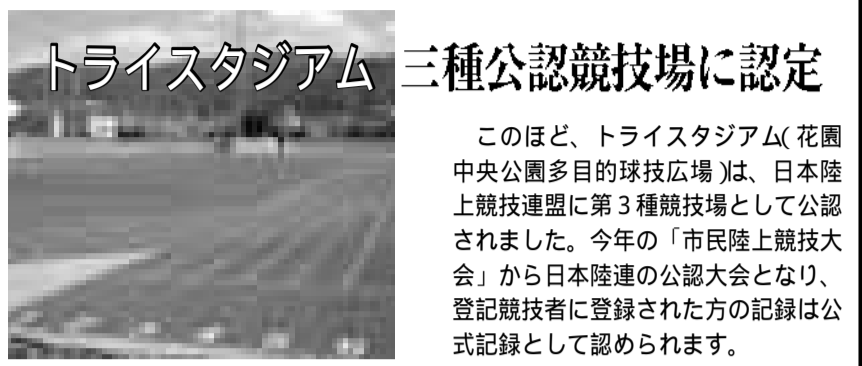 トライスタジアム 三種公認競技場に認定
このほど、トライスタジアム(花園
中央公園多目的球技広場)は、日本陸
上競技連盟に第3種競技場として公認
されました。今年の「市民陸上競技大
会」から日本陸連の公認大会となり、
登記競技者に登録された方の記録は公
式記録として認められます。